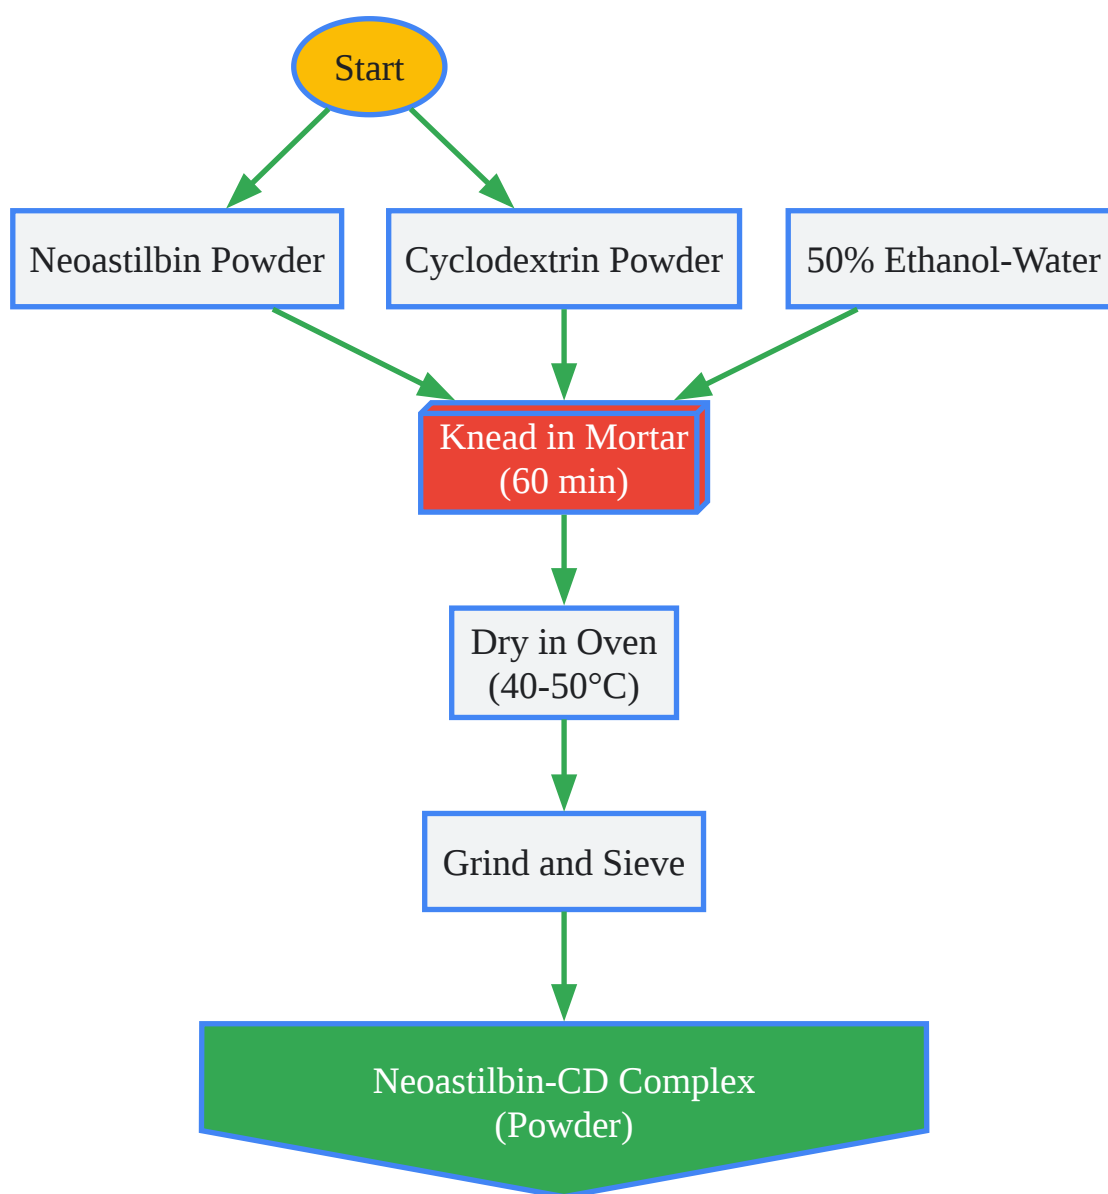 Start
Neoastilbin Powder
Cyclodextrin Powder
50% Ethanol-Water
Knead in Mortar
(60 min)
Dry in Oven
(40-50°C)
Grind and Sieve
Neoastilbin-CD Complex
(Powder)